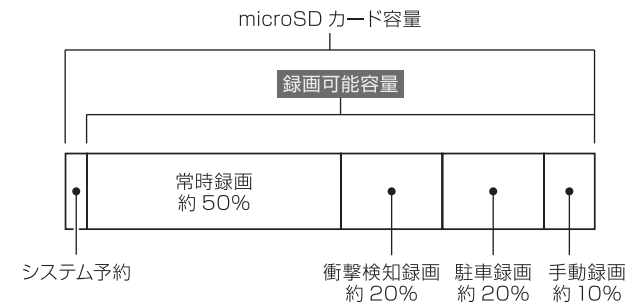 microSD カード容量
録画可能容量
常時録画
約 50%
システム予約
衝撃検知録画
約 20%
駐車録画
約 20%
手動録画
約 10%